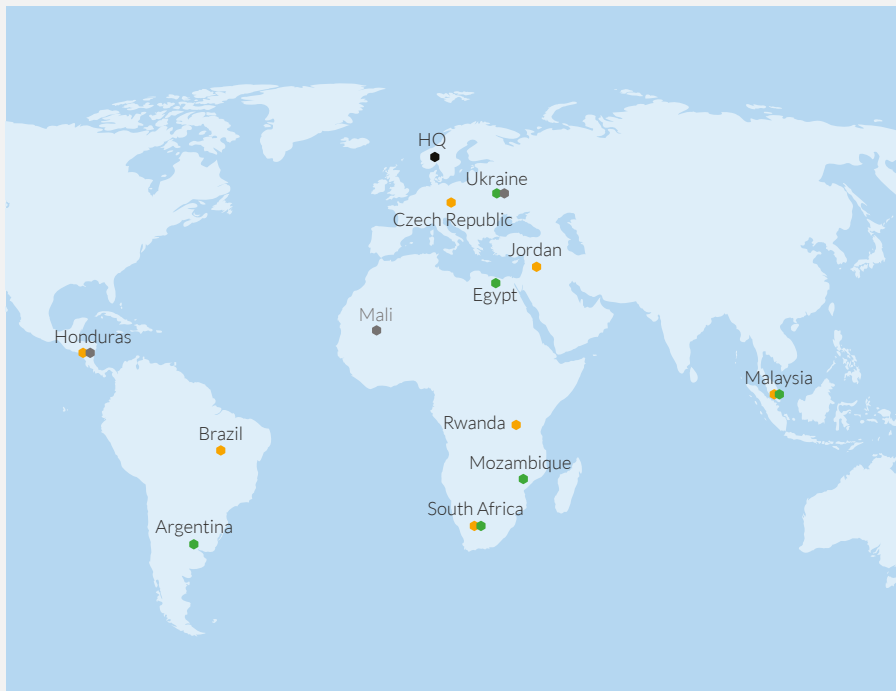 HQ
Ukraine
Czech Republic
Jordan
Egypt
Mali
Honduras
Malaysia
Rwanda
Brazil
Mozambique
South Africa
Argentina